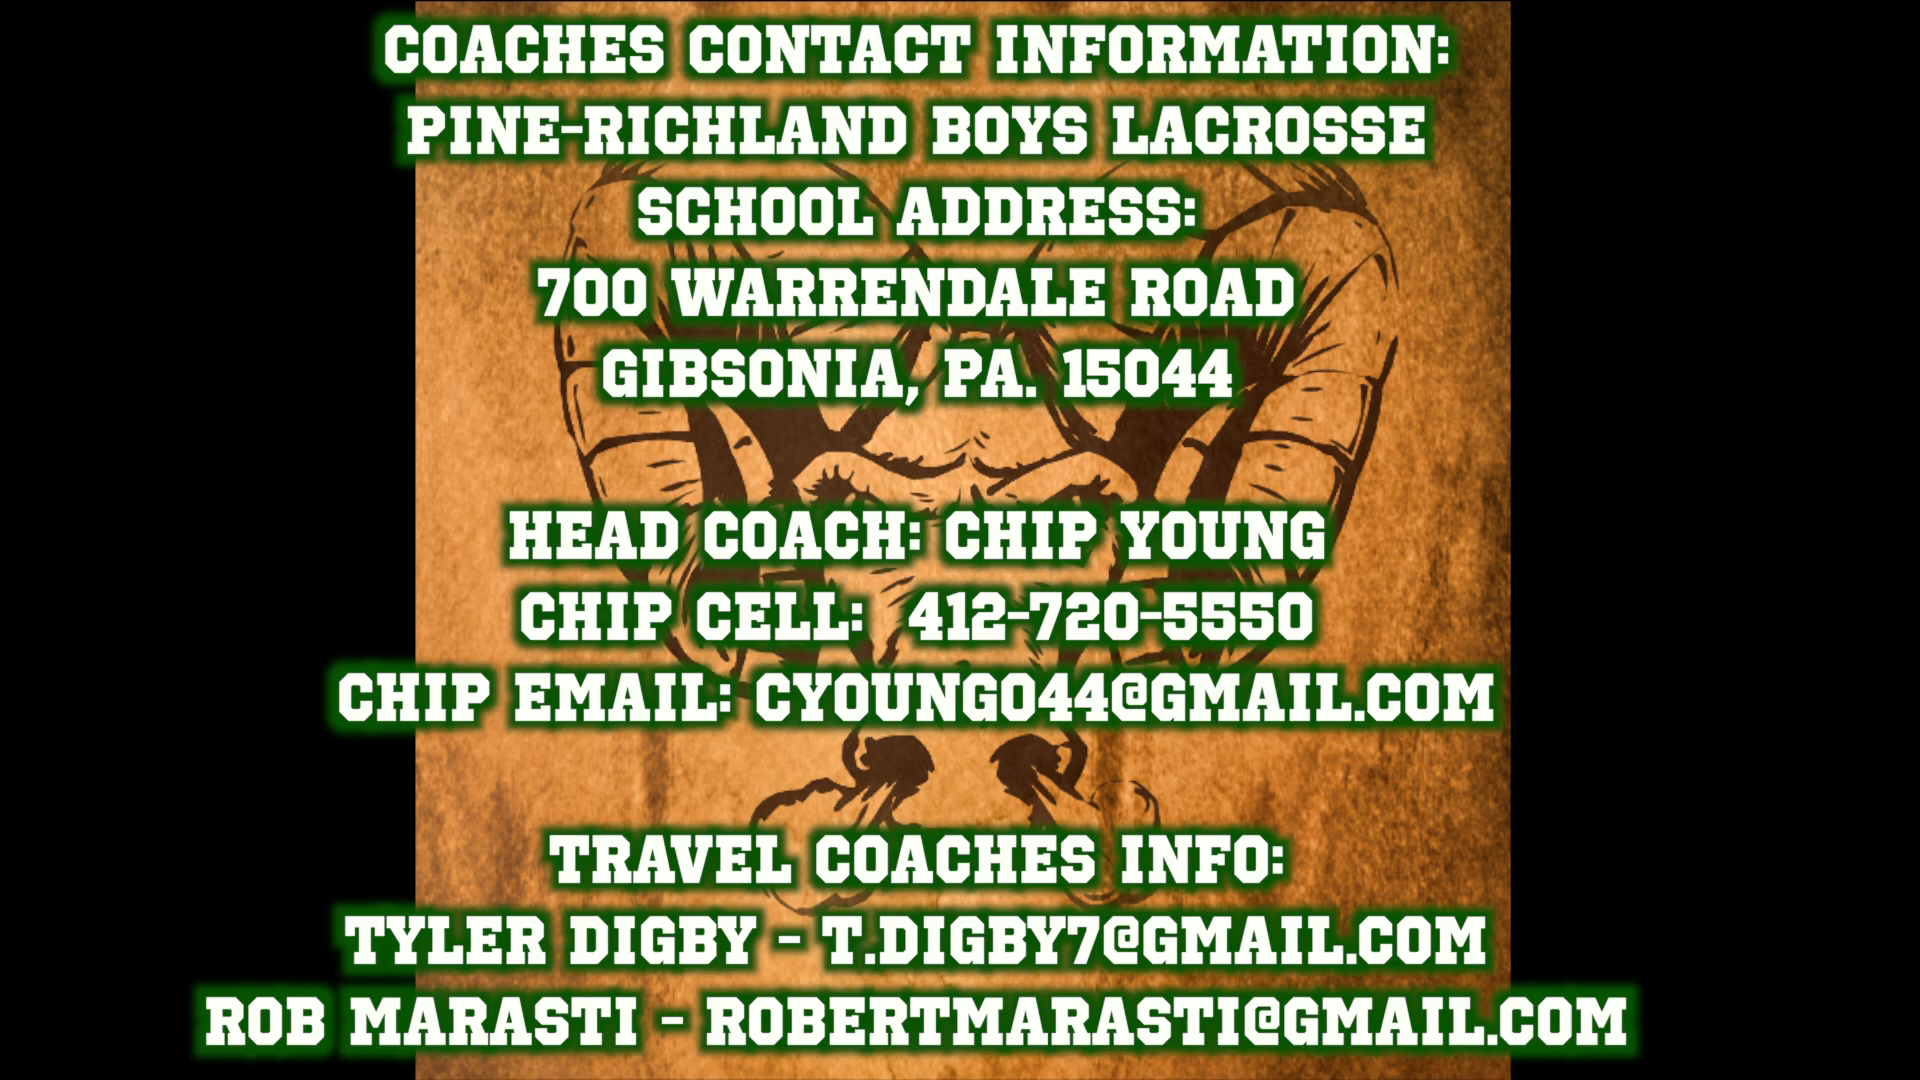 COACHES CONTACT INFORMATION:
PINE-RICHLAND BOYS LACROSSE
SCHOOL ADDRESS:
700 WARRENDALE ROAD
GIBSONIA, PA. 15044
HEAD COACH: CHIP YOUNG
CHIP CELL: 412-720-5550
CHIP EMAIL: CYOUNG044@GMAIL.COM
TRAVEL COACHES INFO:
TYLER DIGBY - T.DIGBY7@GMAIL.COM
ROB MARASTI - ROBERTMARASTI@GMAIL.COM